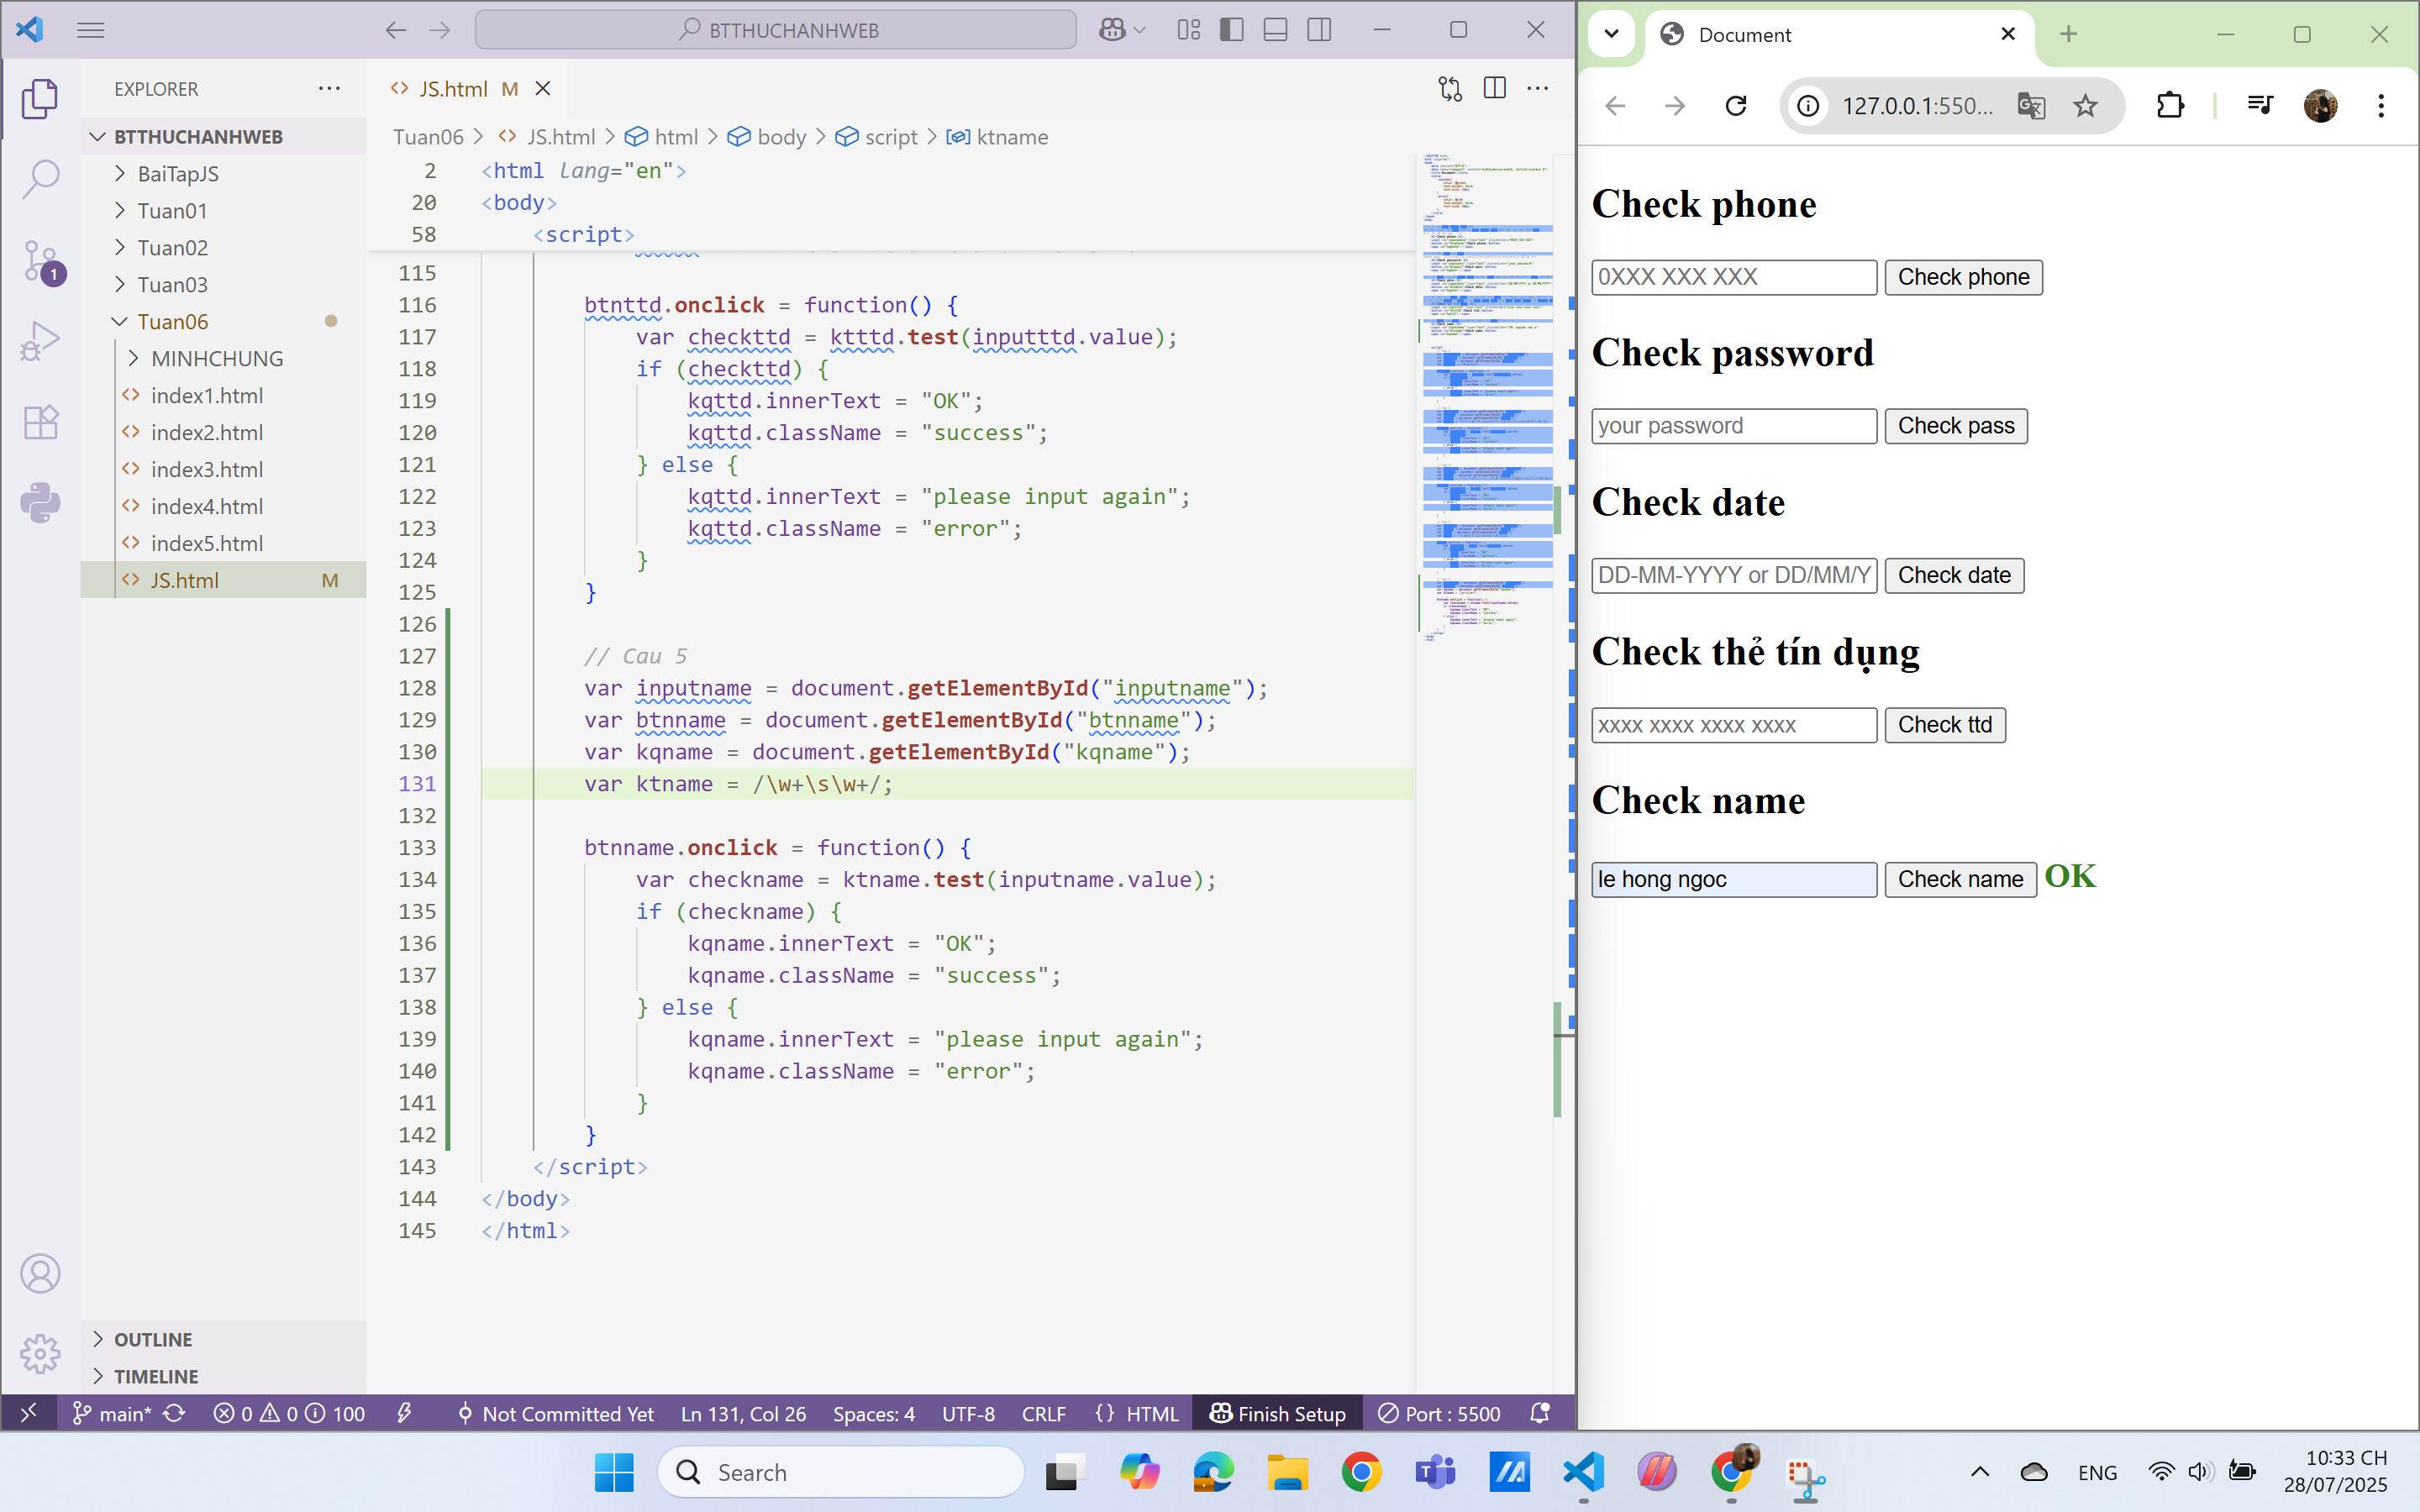 BTTHUCHANHWEB
EXPLORER
BTTHUCHANHWEB
BaiTapJS
Tuan01
Tuan02
Tuan03
Tuan06
MINHCHUNG
index1.html
index2.html
index3.html
index4.html
index5.html
JS.html M
OUTLINE
TIMELINE
1
JS.html M
Tuan06 > JS.html > html > body > script > ktname
2 <html lang="en">
20 <body>
58 <script>
115
116 btnttd.onclick = function() {
117 var checkttd = ktttd.test(inputttd.value);
118 if (checkttd) {
119 kqttd.innerText = "OK";
120 kqttd.className = "success";
121 } else {
122 kqttd.innerText = "please input again";
123 kqttd.className = "error";
124 }
125 }
126
127 // Cau 5
128 var inputname = document.getElementById("inputname");
129 var btnname = document.getElementById("btnname");
130 var kqname = document.getElementById("kqname");
131 var ktname = /\w+\s\w+/;
132
133 btnname.onclick = function() {
134 var checkname = ktname.test(inputname.value);
135 if (checkname) {
136 kqname.innerText = "OK";
137 kqname.className = "success";
138 } else {
139 kqname.innerText = "please input again";
140 kqname.className = "error";
141 }
142 }
143 </script>
144 </body>
145 </html>
main* 0 0 100 Not Committed Yet Ln 131, Col 26 Spaces: 4 UTF-8 CRLF {} HTML Finish Setup Port : 5500
Document
127.0.0.1:550...
Check phone
0XXX XXX XXX Check phone
Check password
your password Check pass
Check date
DD-MM-YYYY or DD/MM/Y Check date
Check thẻ tín dụng
xxxx xxxx xxxx xxxx Check ttd
Check name
le hong ngoc Check name OK
Search
ENG
10:33 CH
28/07/2025